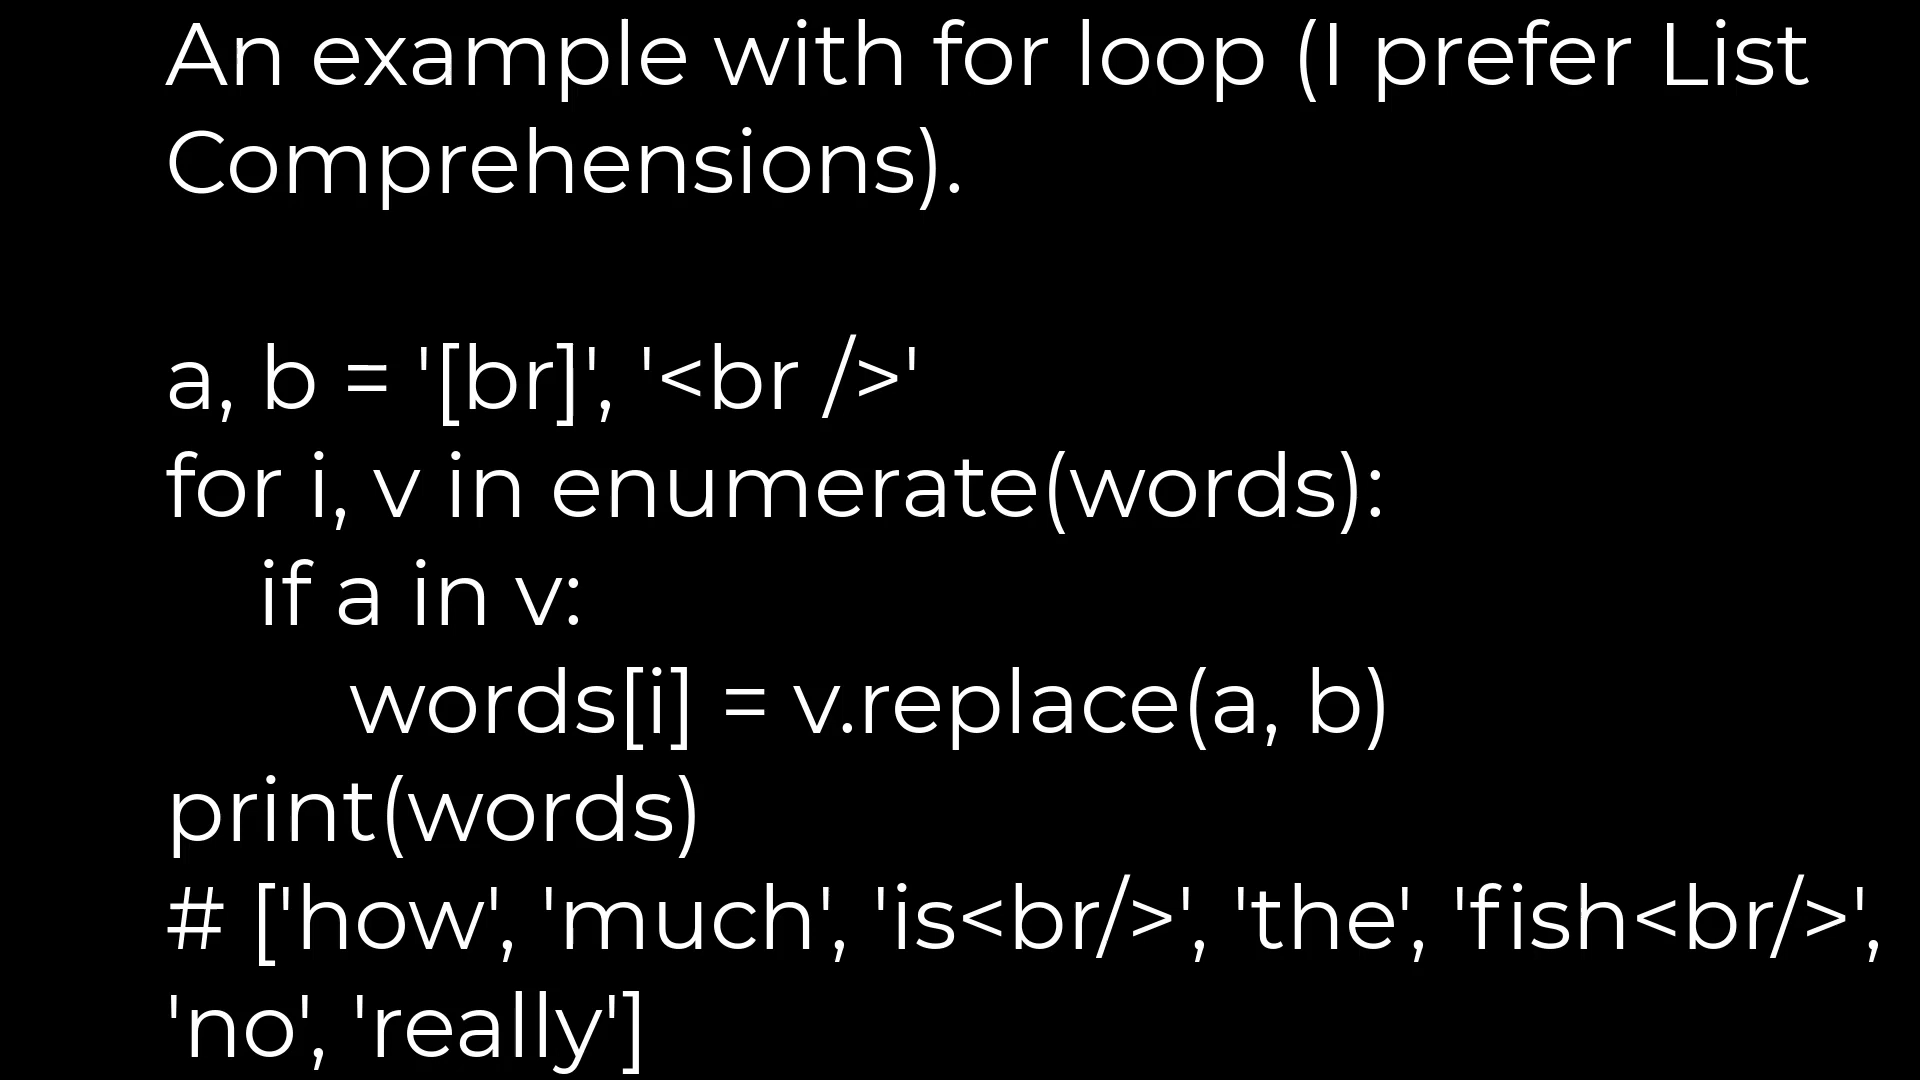 An example with for loop (I prefer List
Comprehensions).
a, b = '[br]', '<br />'
for i, v in enumerate(words):
if a in v:
words[i] = v.replace(a, b)
print(words)
# ['how', 'much', 'is<br/>', 'the', 'fish<br/>',
'no', 'really']